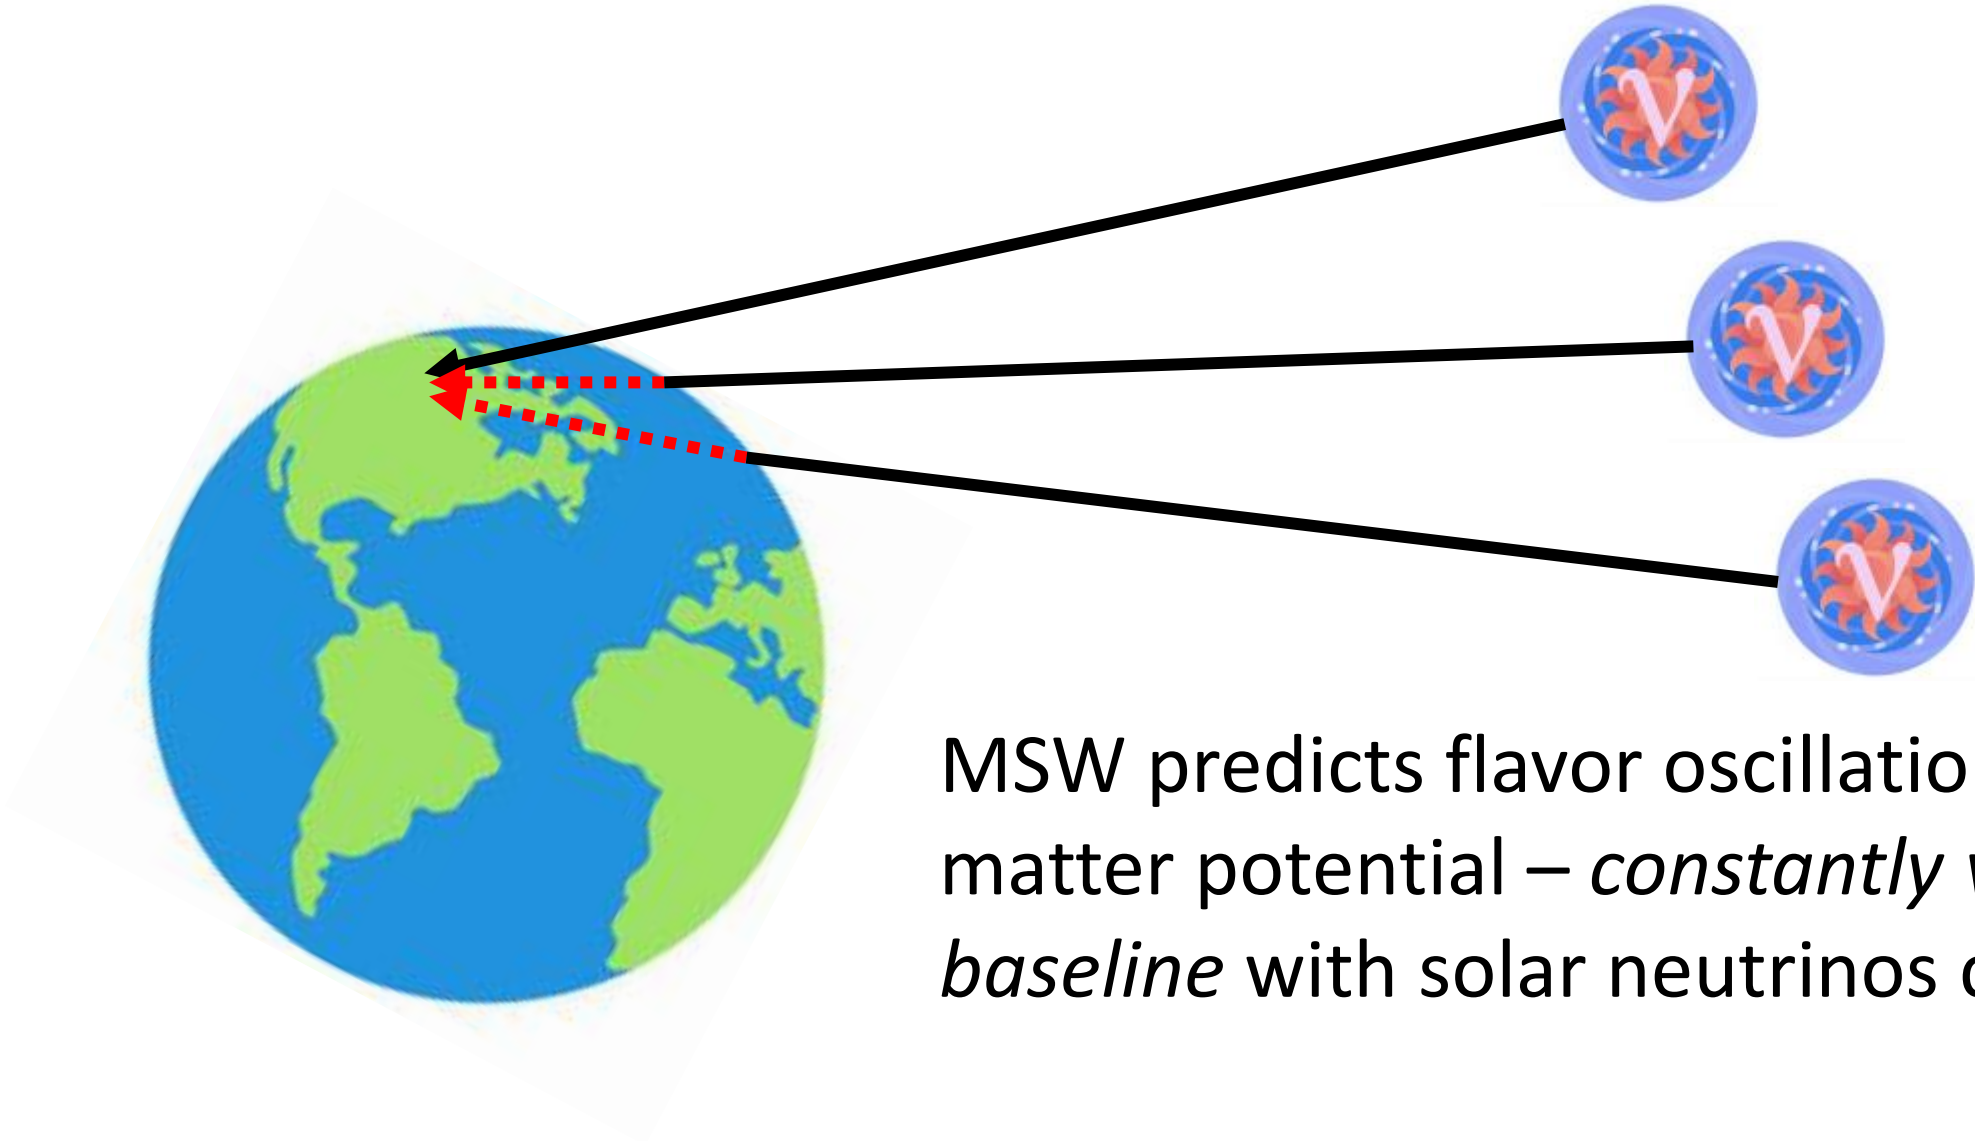 ν
ν
ν
MSW predicts flavor oscillatio
matter potential – constantly
baseline with solar neutrinos